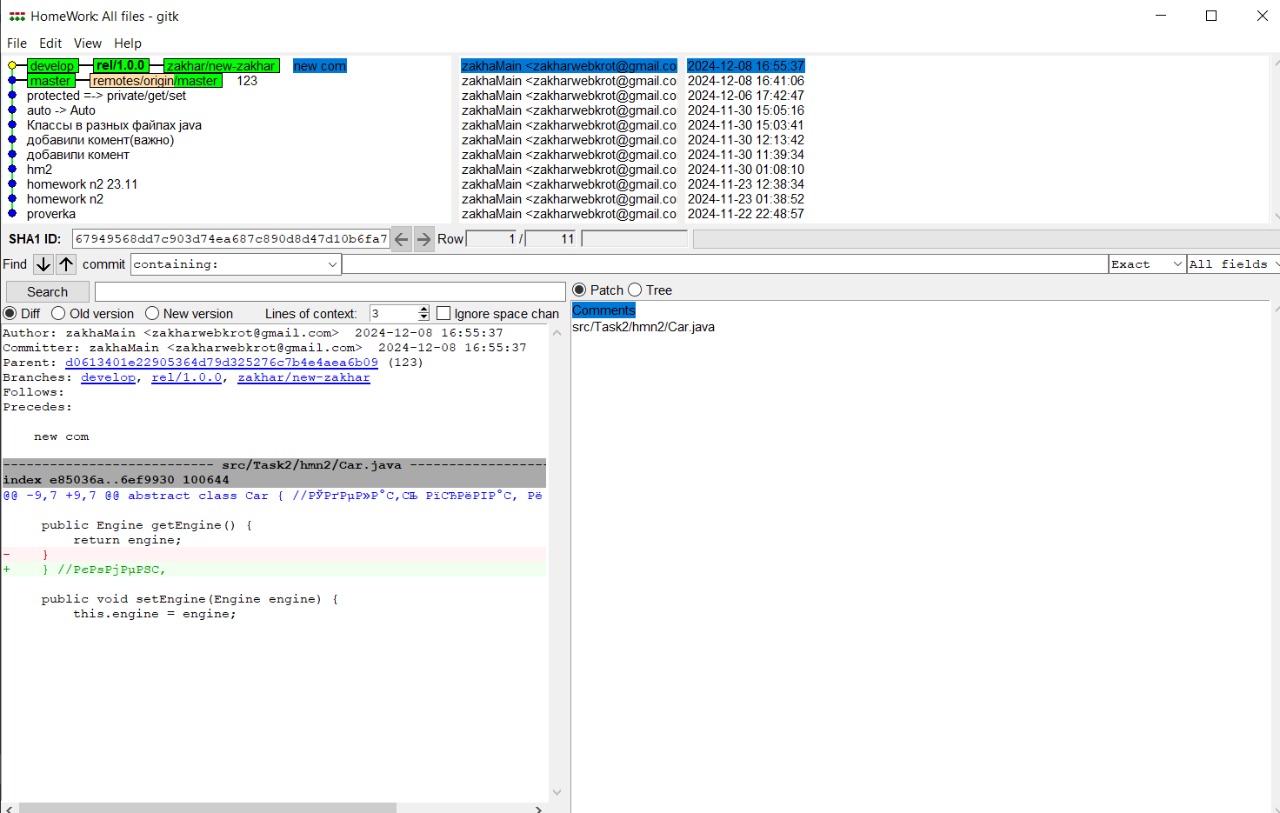 HomeWork: All files - gitk
File Edit View Help
develop rel/1.0.0 zakhar/new-zakhar new com zakhaMain <zakharwebkrot@gmail.co 2024-12-08 16:55:37
master remotes/origin/master 123 zakhaMain <zakharwebkrot@gmail.co 2024-12-08 16:41:06
protected =-> private/get/set zakhaMain <zakharwebkrot@gmail.co 2024-12-06 17:42:47
auto -> Auto zakhaMain <zakharwebkrot@gmail.co 2024-11-30 15:05:16
Классы в разных файлах java zakhaMain <zakharwebkrot@gmail.co 2024-11-30 15:03:41
добавили комент(важно) zakhaMain <zakharwebkrot@gmail.co 2024-11-30 12:13:42
добавили комент zakhaMain <zakharwebkrot@gmail.co 2024-11-30 11:39:34
hm2 zakhaMain <zakharwebkrot@gmail.co 2024-11-30 01:08:10
homework n2 23.11 zakhaMain <zakharwebkrot@gmail.co 2024-11-23 12:38:34
homework n2 zakhaMain <zakharwebkrot@gmail.co 2024-11-23 01:38:52
proverka zakhaMain <zakharwebkrot@gmail.co 2024-11-22 22:48:57
SHA1 ID: 67949568dd7c903d74ea687c890d8d47d10b6fa7 Row 1 / 11
Find commit containing: Exact All fields
Search
Patch Tree
Diff Old version New version Lines of context: 3 Ignore space chan
Comments
src/Task2/hmn2/Car.java
Author: zakhaMain <zakharwebkrot@gmail.com> 2024-12-08 16:55:37
Committer: zakhaMain <zakharwebkrot@gmail.com> 2024-12-08 16:55:37
Parent: d0613401e22905364d79d325276c7b4e4aea6b09 (123)
Branches: develop, rel/1.0.0, zakhar/new-zakhar
Follows:
Precedes:
new com
----------------------- src/Task2/hmn2/Car.java ------------------
index e85036a..6ef9930 100644
@@ -9,7 +9,7 @@ abstract class Car { //РЎРґРµР»Р°С‚СЊ РїСЂРёРІР°С‚ Рё
public Engine getEngine() {
return engine;
- }
+ } //РєРѕРјРµРЅС‚
public void setEngine(Engine engine) {
this.engine = engine;